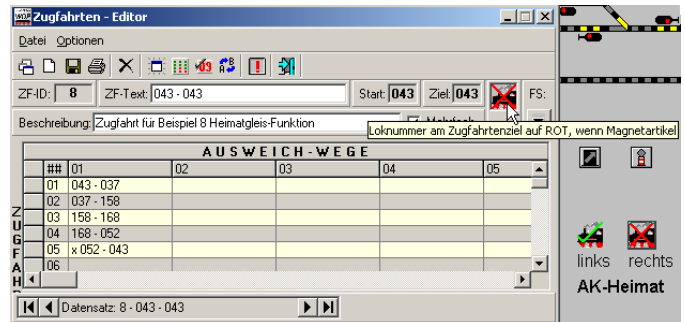 Zugfahrten - Editor
Datei Optionen
ZF-ID: 8 ZF-Text: 043 - 043 Start: 043 Ziel: 043 FS:
Beschreibung: Zugfahrt für Beispiel 8 Heimatgleis-Funktion
Loknummer am Zugfahrtenziel auf ROT, wenn Magnetartikel
AUSWEICH-WEGE
## 01 02 03 04 05
01 043 - 037
02 037 - 158
03 158 - 168
04 168 - 052
05 x 052 - 043
06
ZUGFAH
Datensatz: 8 - 043 - 043
links rechts
AK-Heimat